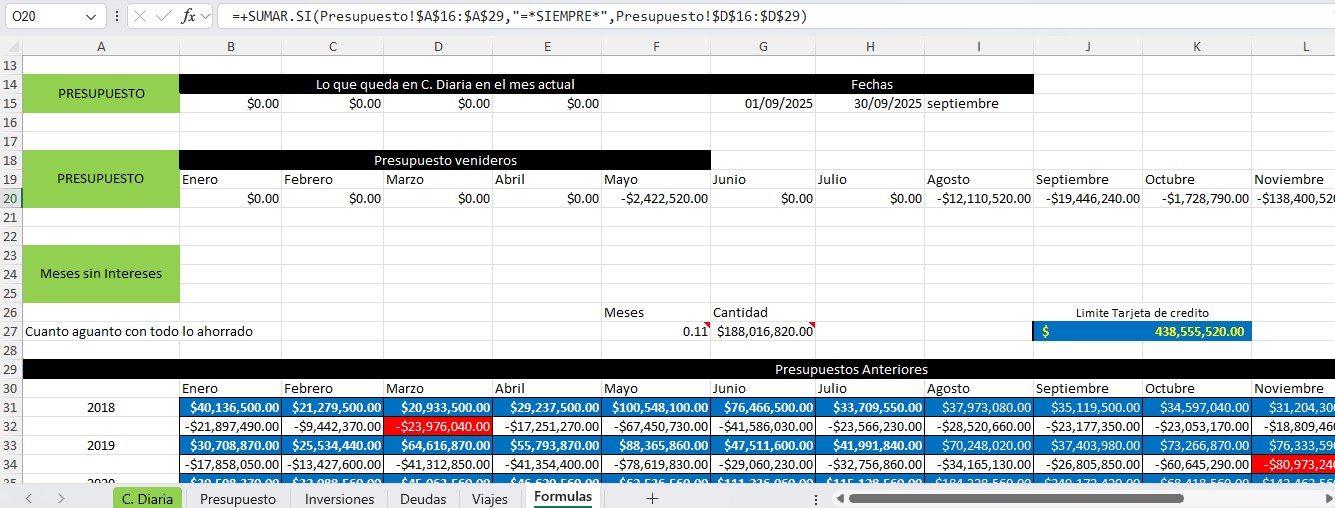 O20 fx =+SUMAR.SI(Presupuesto!$A$16:$A$29,"=*SIEMPRE*",Presupuesto!$D$16:$D$29)
A B C D E F G H I J K L
13
14 PRESUPUESTO Lo que queda en C. Diaria en el mes actual Fechas
15 $0.00 $0.00 $0.00 $0.00 01/09/2025 30/09/2025 septiembre
16
17
18 PRESUPUESTO Presupuesto venideros
19 Enero Febrero Marzo Abril Mayo Junio Julio Agosto Septiembre Octubre Noviembre
20 $0.00 $0.00 $0.00 $0.00 -$2,422,520.00 $0.00 $0.00 -$12,110,520.00 -$19,446,240.00 -$1,728,790.00 -$138,400,520
21
22
23
24 Meses sin Intereses
25
26 Meses Cantidad Limite Tarjeta de credito
27 Cuanto aguanto con todo lo ahorrado 0.11 $188,016,820.00 $ 438,555,520.00
28
29 Presupuestos Anteriores
30 Enero Febrero Marzo Abril Mayo Junio Julio Agosto Septiembre Octubre Noviembre
31 2018 $40,136,500.00 $21,279,500.00 $20,933,500.00 $29,237,500.00 $100,548,100.00 $76,466,500.00 $33,709,550.00 $37,973,080.00 $35,119,500.00 $34,597,040.00 $31,204,30
32 -$21,897,490.00 -$9,442,370.00 -$23,976,040.00 -$17,251,270.00 -$67,450,730.00 -$41,586,030.00 -$23,566,230.00 -$28,520,660.00 -$23,177,350.00 -$23,053,170.00 -$18,809,46
33 2019 $30,708,870.00 $25,534,440.00 $64,616,870.00 $55,793,870.00 $88,365,860.00 $47,511,600.00 $41,991,840.00 $70,248,020.00 $37,403,980.00 $73,266,870.00 $76,333,59
34 -$17,858,050.00 -$13,427,600.00 -$41,312,850.00 -$41,354,400.00 -$78,619,830.00 -$29,060,230.00 -$32,756,860.00 -$34,165,130.00 -$26,805,850.00 -$60,645,290.00 -$80,973,24
C. Diaria Presupuesto Inversiones Deudas Viajes Formulas